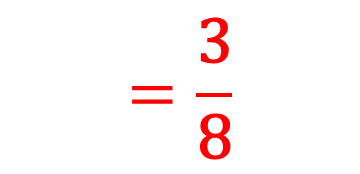 = 3/8